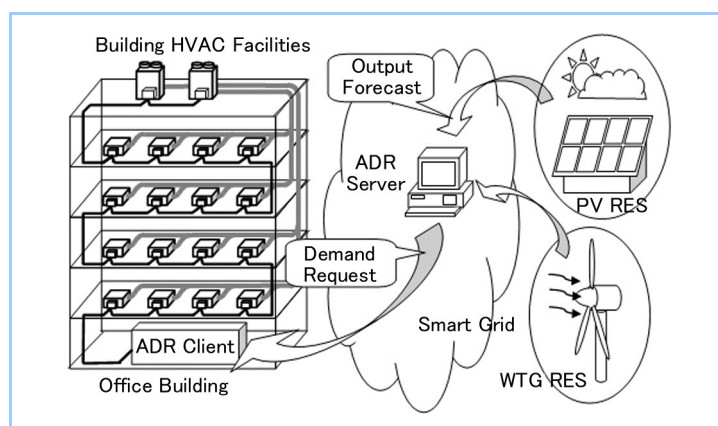 Building HVAC Facilities
Output
Forecast
ADR
Server
PV RES
Demand
Request
Smart Grid
ADR Client
WTG RES
Office Building